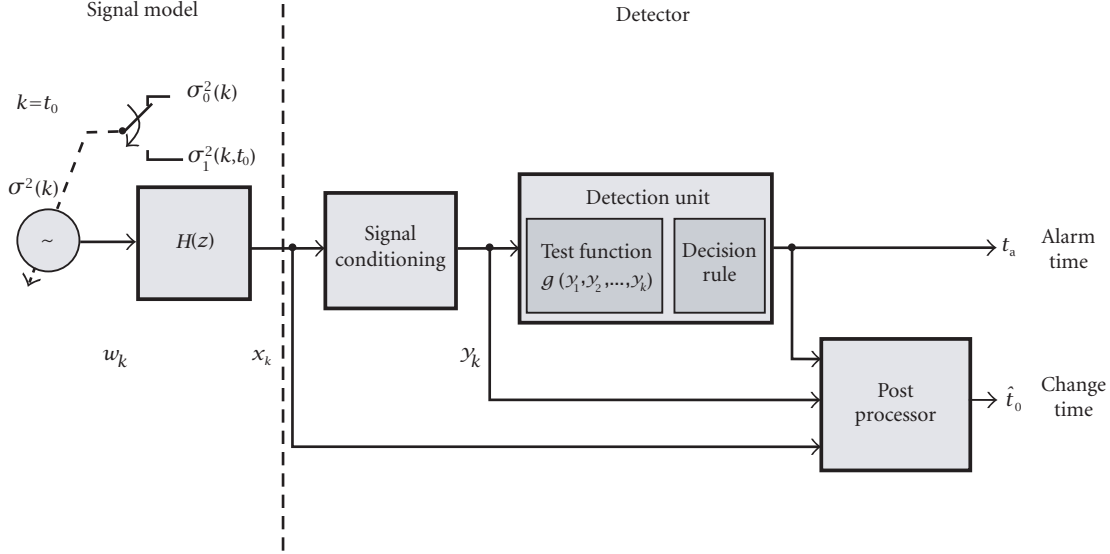 Signal model
Detector
k=t₀
σ₀²(k)
σ₁²(k,t₀)
σ²(k)
~
H(z)
Signal
conditioning
Detection unit
Test function
g (y₁,y₂,...,yₖ)
Decision
rule
tₐ
Alarm
time
wₖ
xₖ
yₖ
Post
processor
t̂₀
Change
time